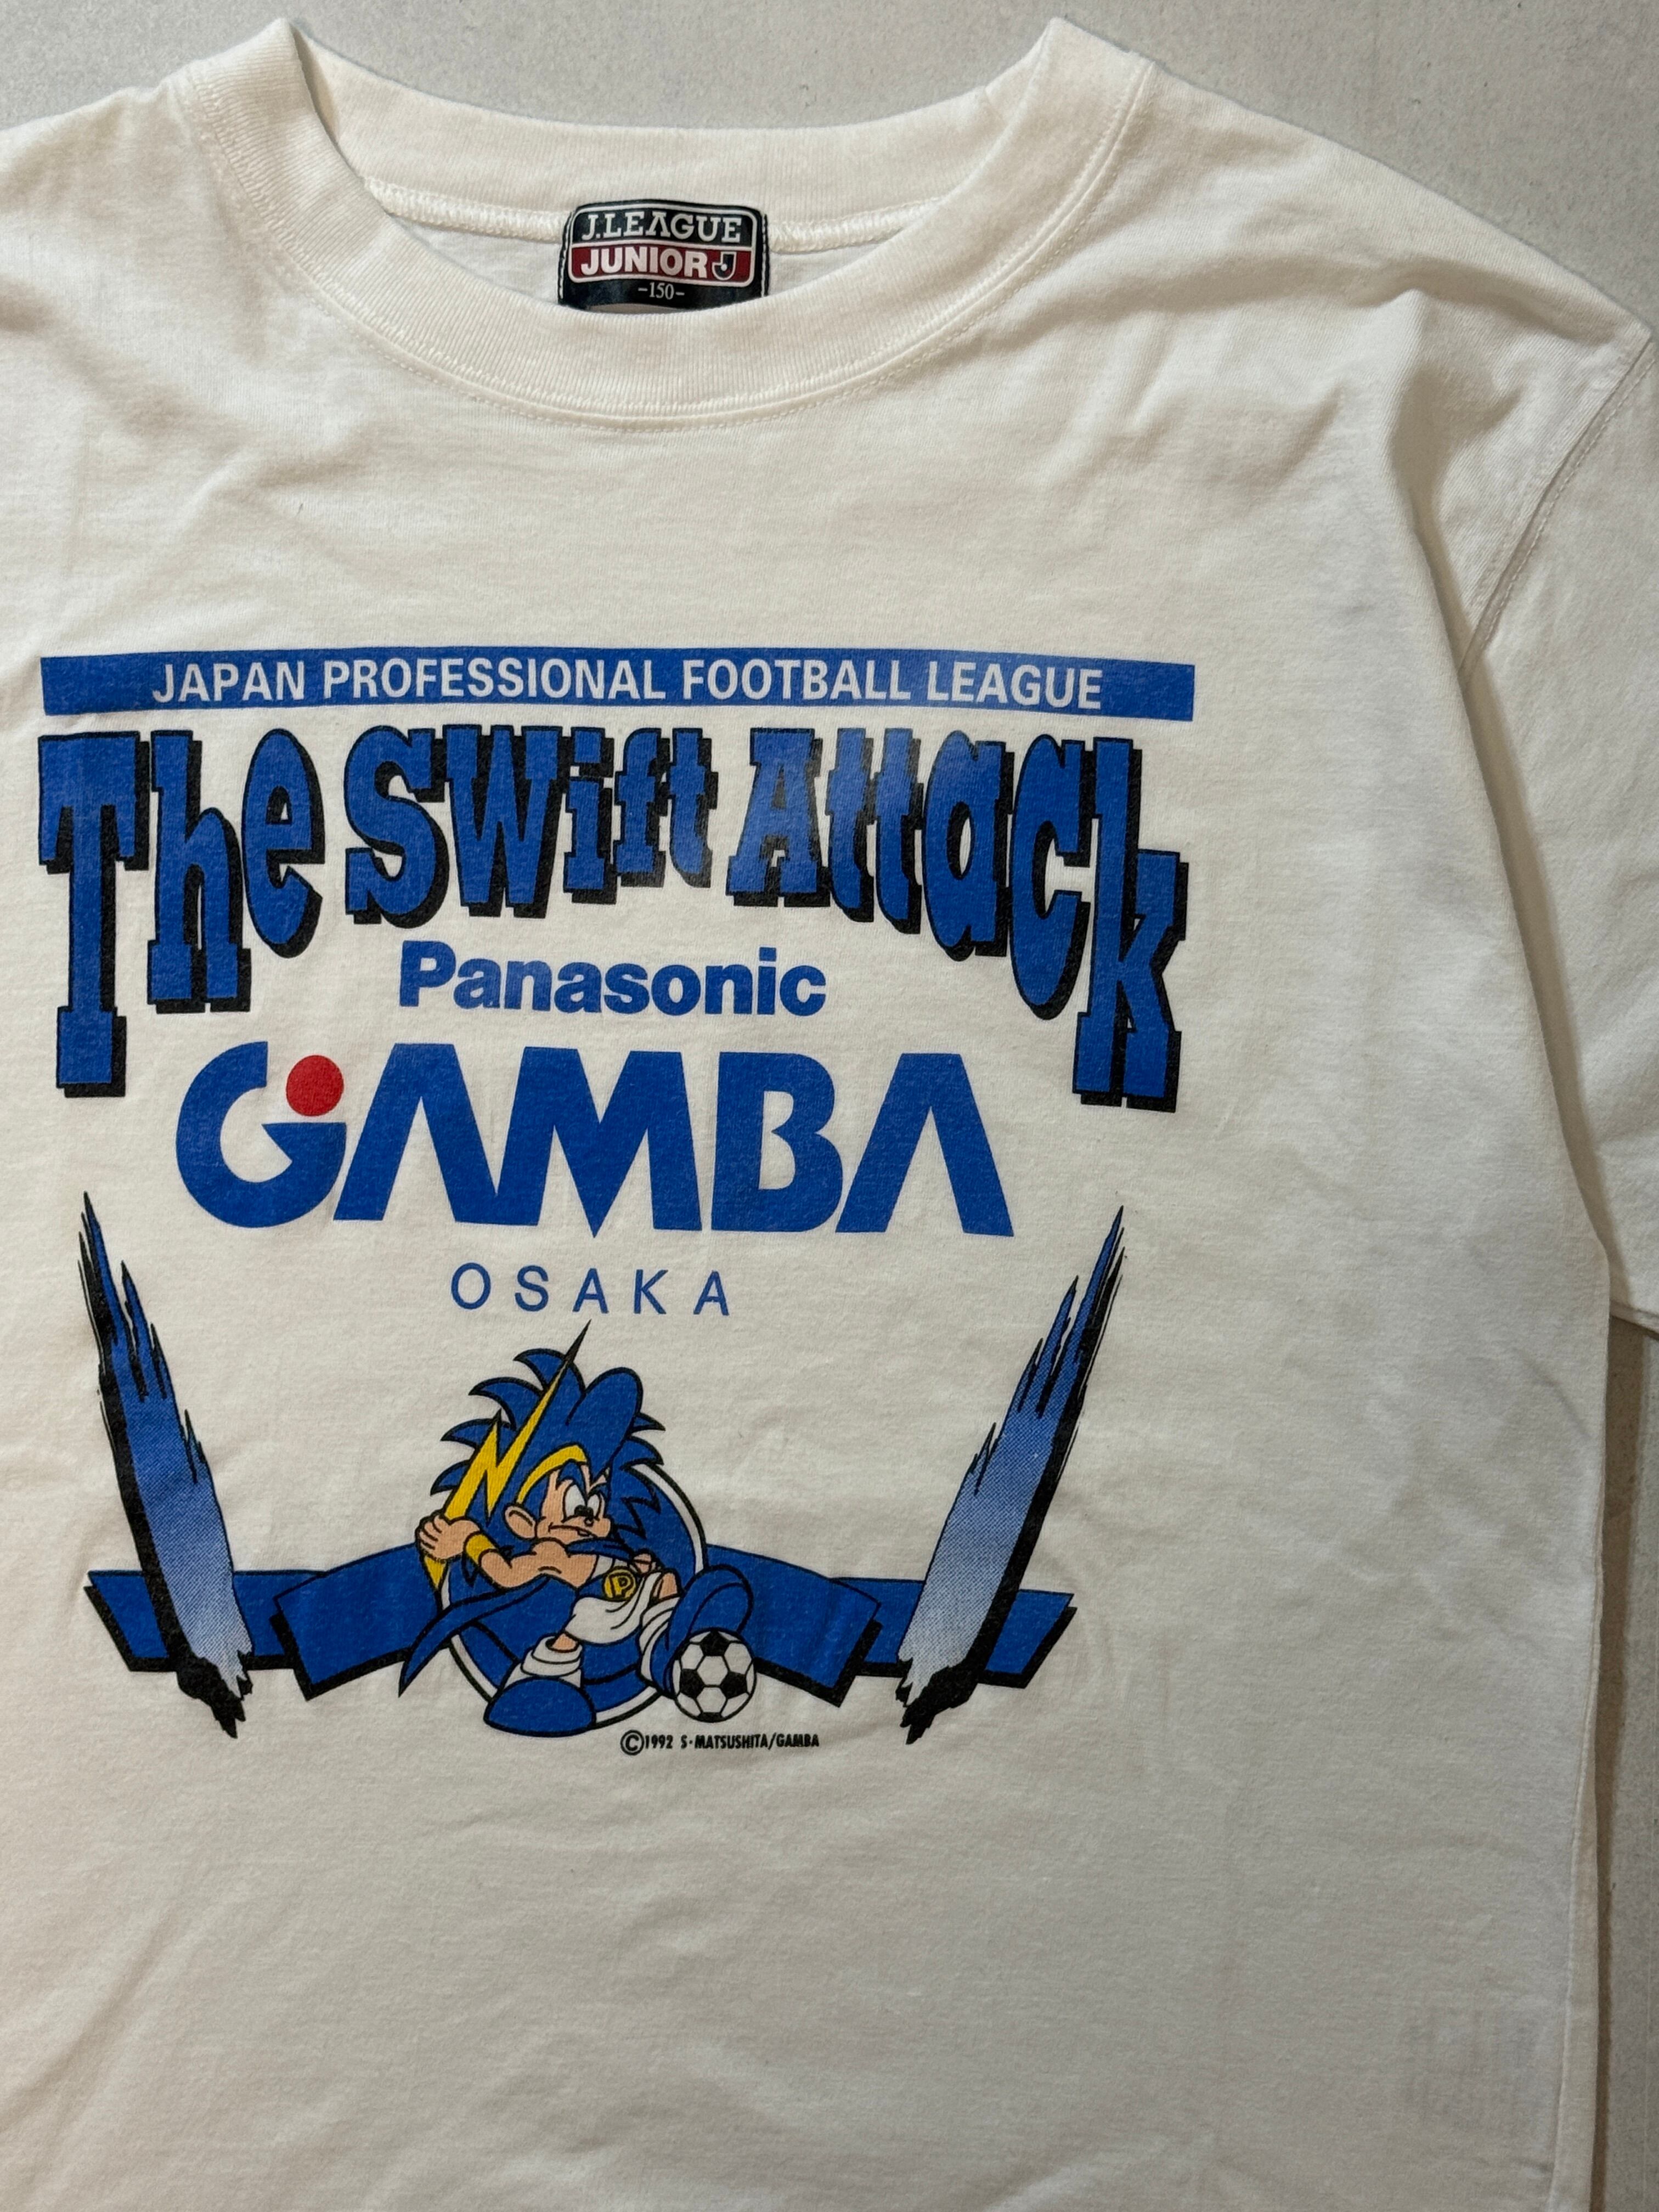 J.LEAGUE
JUNIOR J
-150-
JAPAN PROFESSIONAL FOOTBALL LEAGUE
The Swift Attack
Panasonic
GAMBA
OSAKA
P
©1992 S·MATSUSHITA/GAMBA